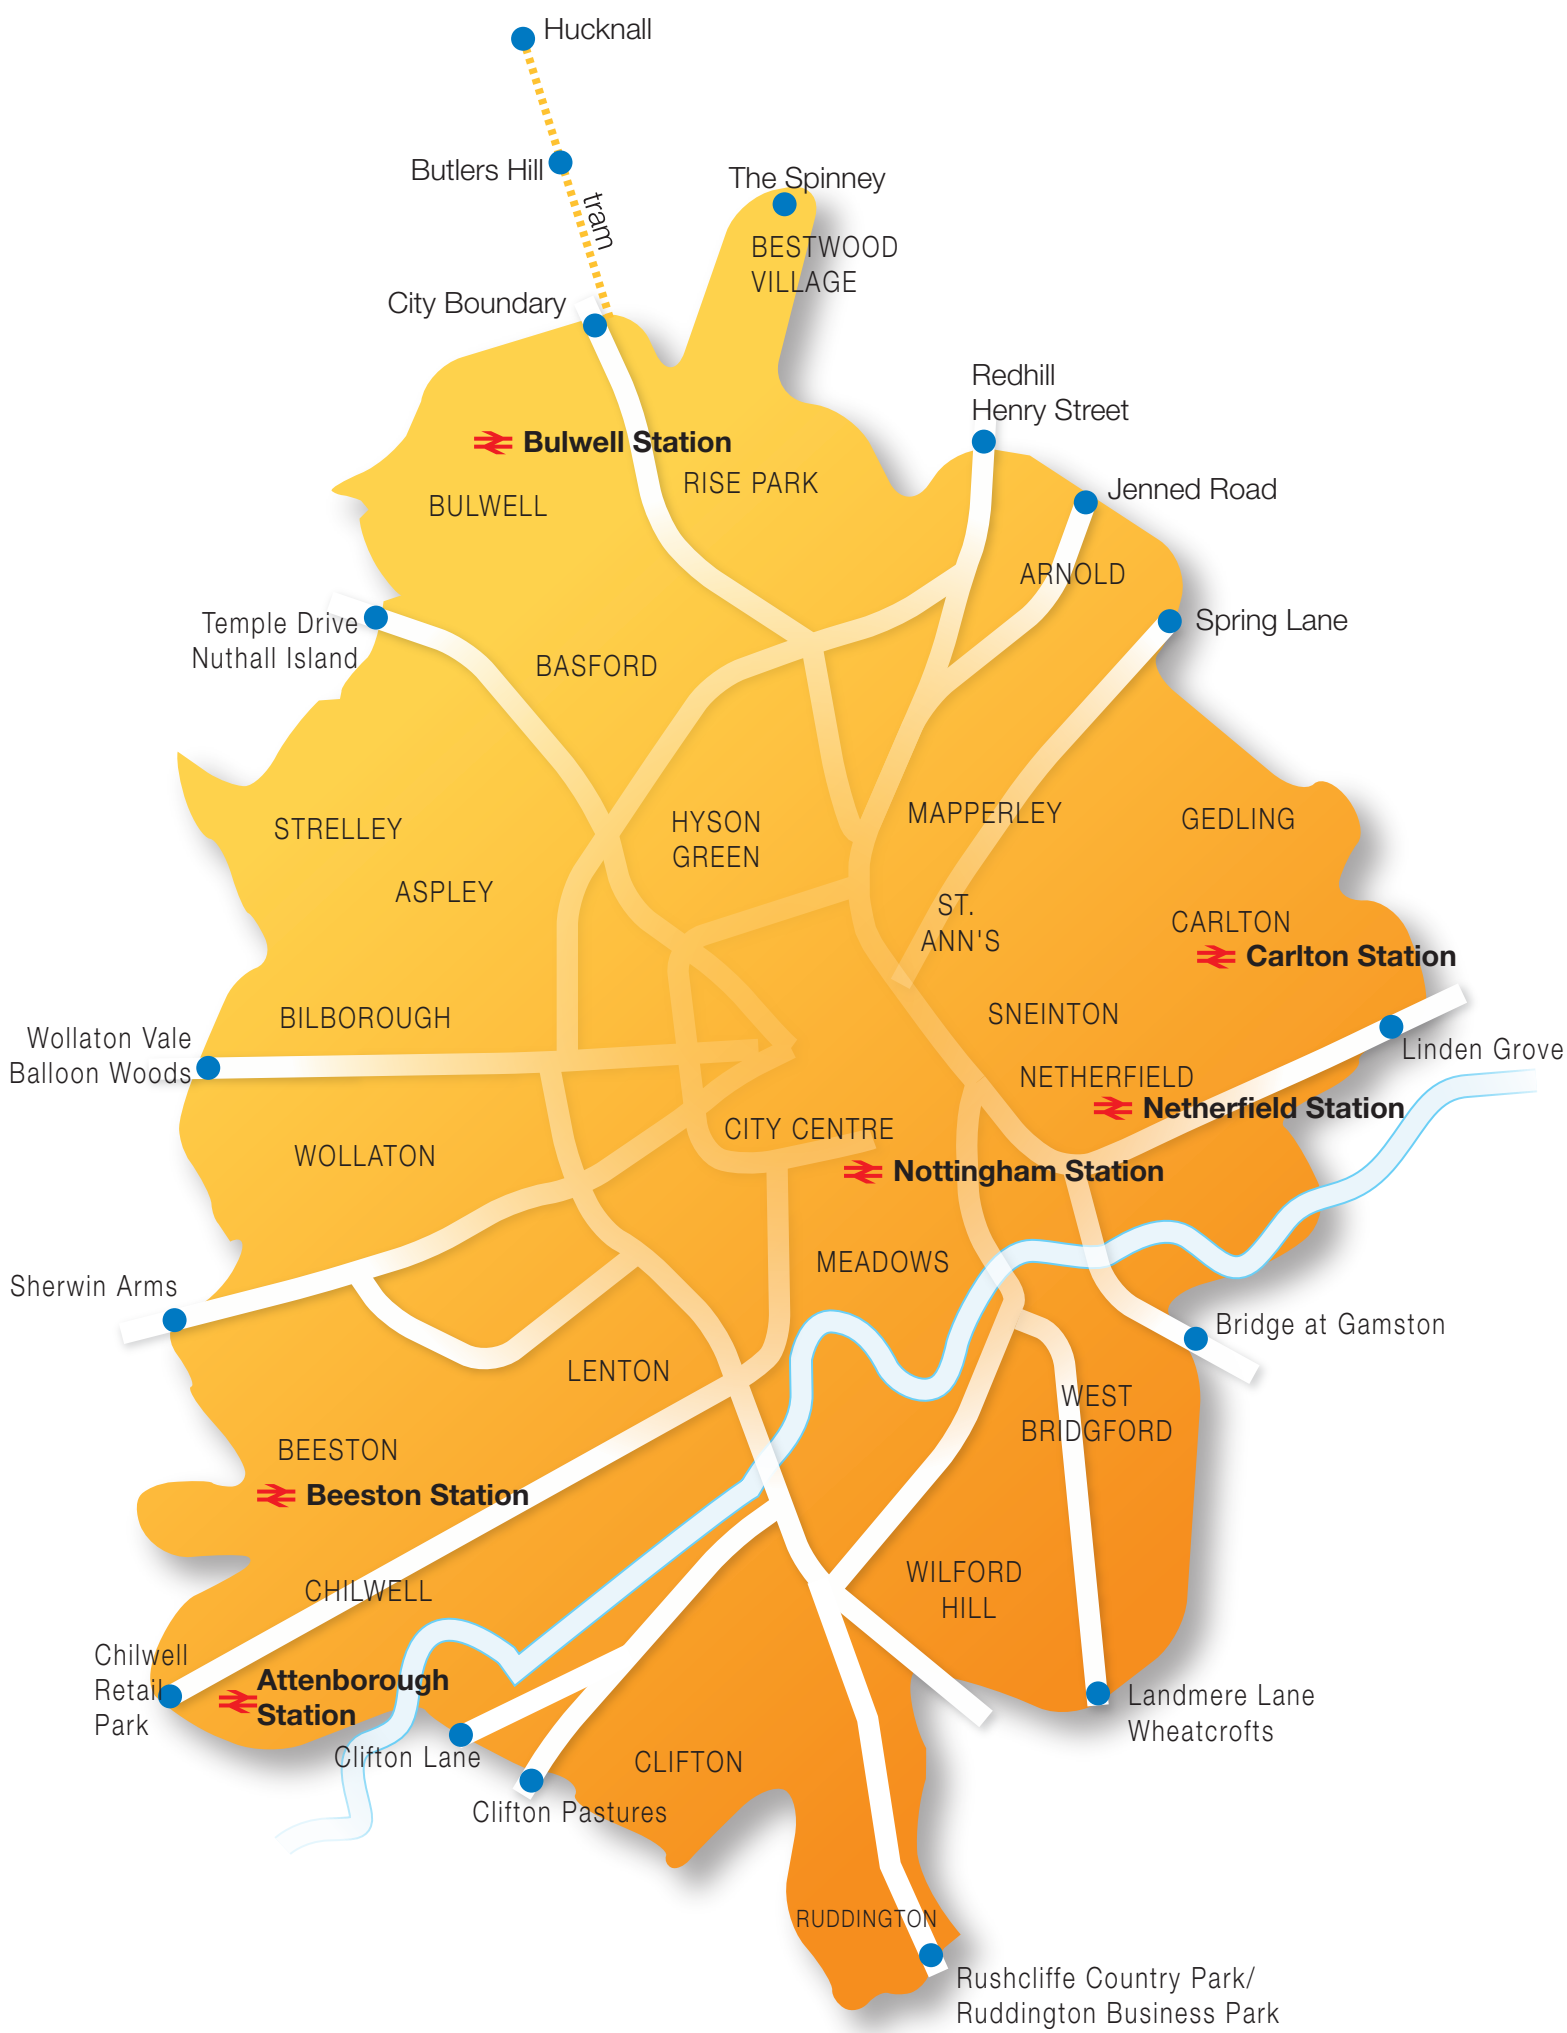 Hucknall
Butlers Hill
tram
The Spinney
BESTWOOD
VILLAGE
City Boundary
Redhill
Henry Street
Bulwell Station
RISE PARK
Jenned Road
BULWELL
ARNOLD
Temple Drive
Nuthall Island
Spring Lane
BASFORD
STRELLEY
HYSON
GREEN
MAPPERLEY
GEDLING
ASPLEY
ST.
ANN'S
CARLTON
Carlton Station
BILBOROUGH
SNEINTON
Wollaton Vale
Balloon Woods
Linden Grove
NETHERFIELD
Netherfield Station
CITY CENTRE
WOLLATON
Nottingham Station
MEADOWS
Sherwin Arms
Bridge at Gamston
LENTON
WEST
BRIDGFORD
BEESTON
Beeston Station
CHILWELL
WILFORD
HILL
Chilwell
Retail
Park
Attenborough
Station
Landmere Lane
Wheatcrofts
Clifton Lane
CLIFTON
Clifton Pastures
RUDDINGTON
Rushcliffe Country Park/
Ruddington Business Park